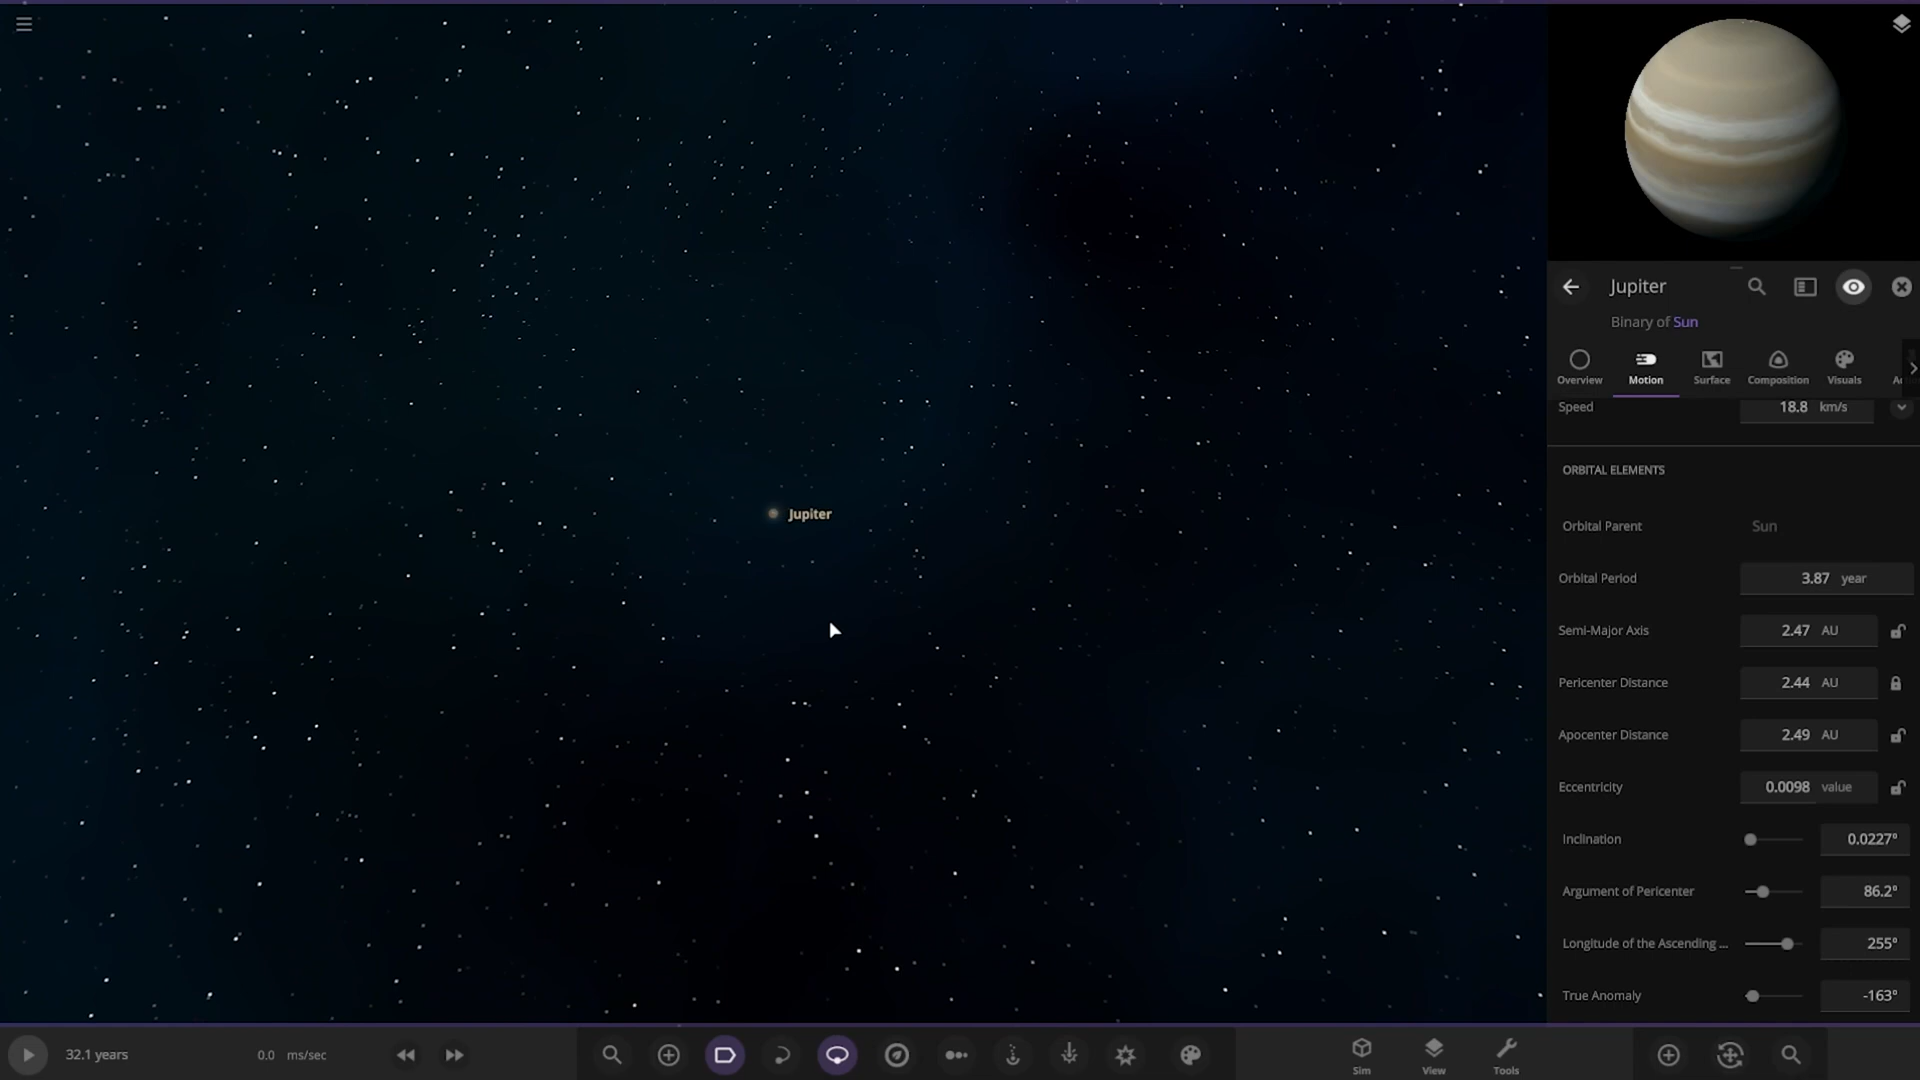 Jupiter
Binary of Sun
Overview Motion Surface Composition Visuals
Speed 18.8 km/s
ORBITAL ELEMENTS
Orbital Parent Sun
Orbital Period 3.87 year
Semi-Major Axis 2.47 AU
Jupiter
Pericenter Distance 2.44 AU
Apocenter Distance 2.49 AU
Eccentricity 0.0098 value
Inclination 0.0227°
Argument of Pericenter 86.2°
Longitude of the Ascending ... 255°
True Anomaly -163°
32.1 years 0.0 ms/sec
Sim View Tools